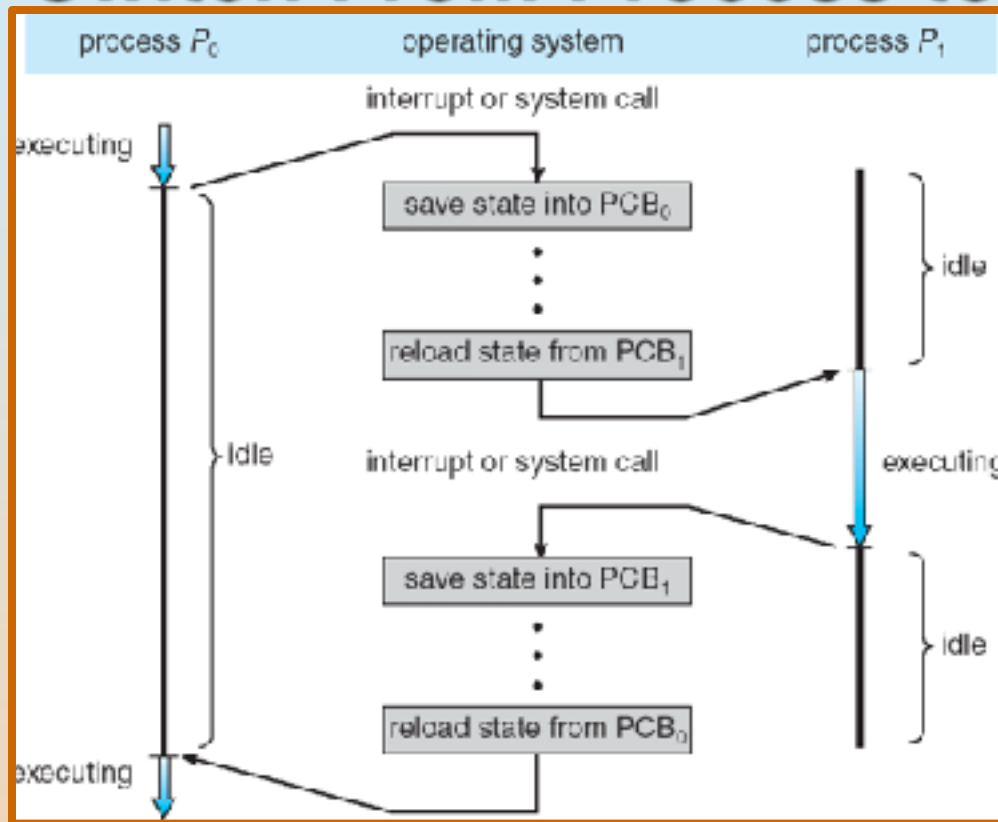 process P₀
operating system
process P₁
interrupt or system call
executing
save state into PCB₀
idle
reload state from PCB₁
idle
interrupt or system call
executing
save state into PCB₁
idle
reload state from PCB₀
executing